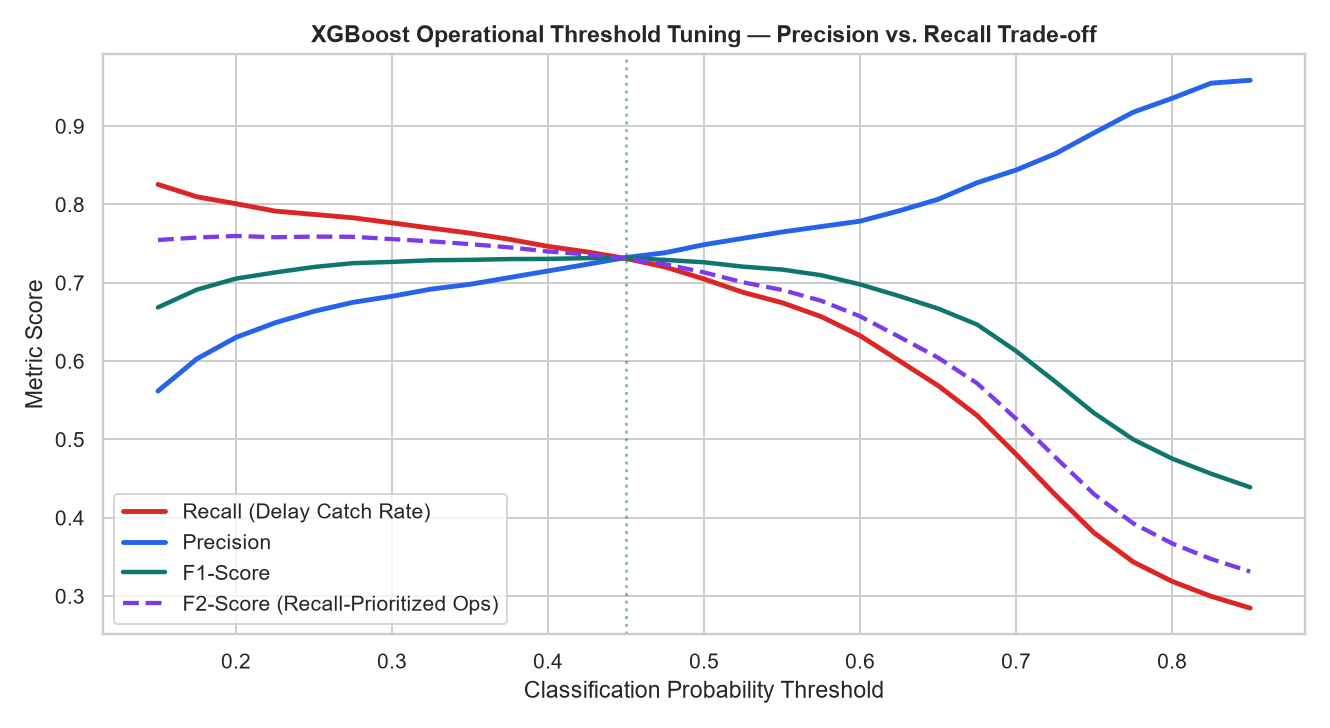 XGBoost Operational Threshold Tuning — Precision vs. Recall Trade-off
Metric Score
0.9
0.8
0.7
0.6
0.5
0.4
0.3
Recall (Delay Catch Rate)
Precision
F1-Score
F2-Score (Recall-Prioritized Ops)
0.2
0.3
0.4
0.5
0.6
0.7
0.8
Classification Probability Threshold